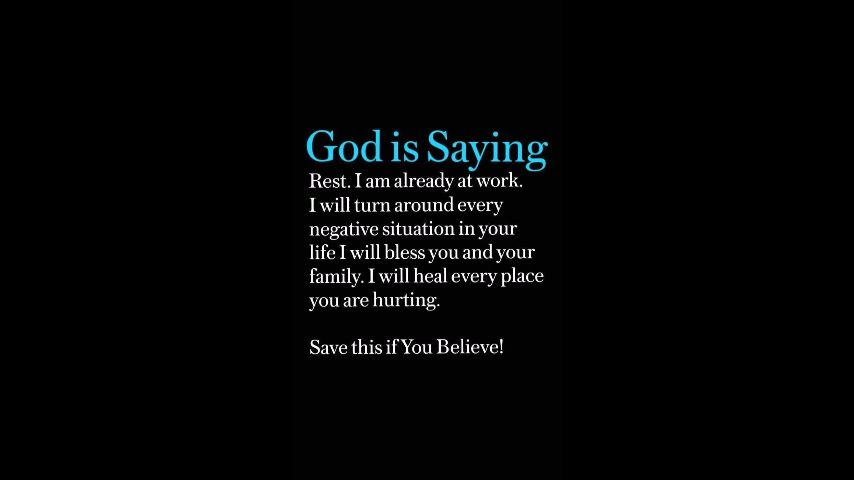 God is Saying
Rest. I am already at work.
I will turn around every
negative situation in your
life I will bless you and your
family. I will heal every place
you are hurting.
Save this if You Believe!